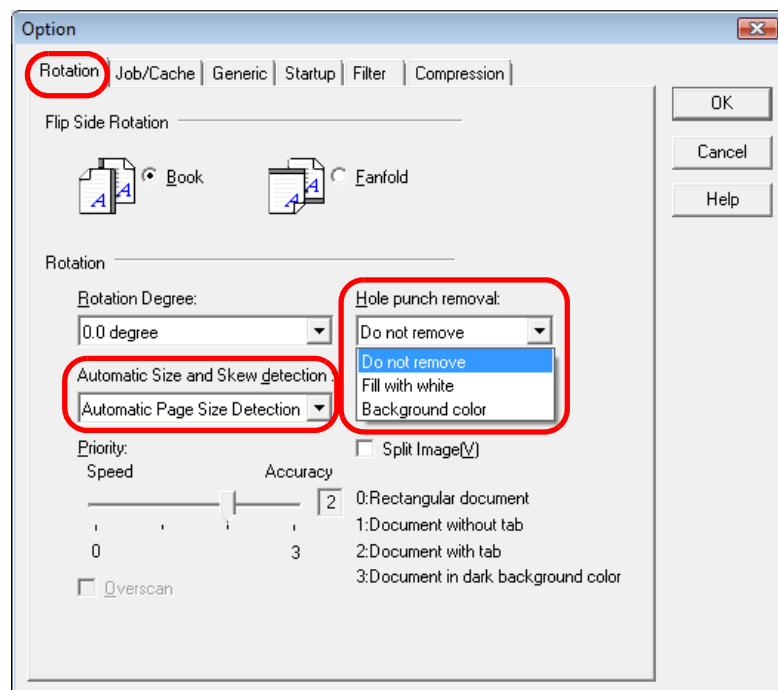 Option
Rotation Job/Cache Generic Startup Filter Compression
OK
Cancel
Help
Flip Side Rotation
A A Book A A Fanfold
Rotation
Rotation Degree: Hole punch removal:
0.0 degree Do not remove
Do not remove
Automatic Size and Skew detection :
Fill with white
Automatic Page Size Detection Background color
Priority: Split Image(V)
Speed Accuracy
2 0:Rectangular document
1:Document without tab
0 3 2:Document with tab
3:Document in dark background color
Overscan